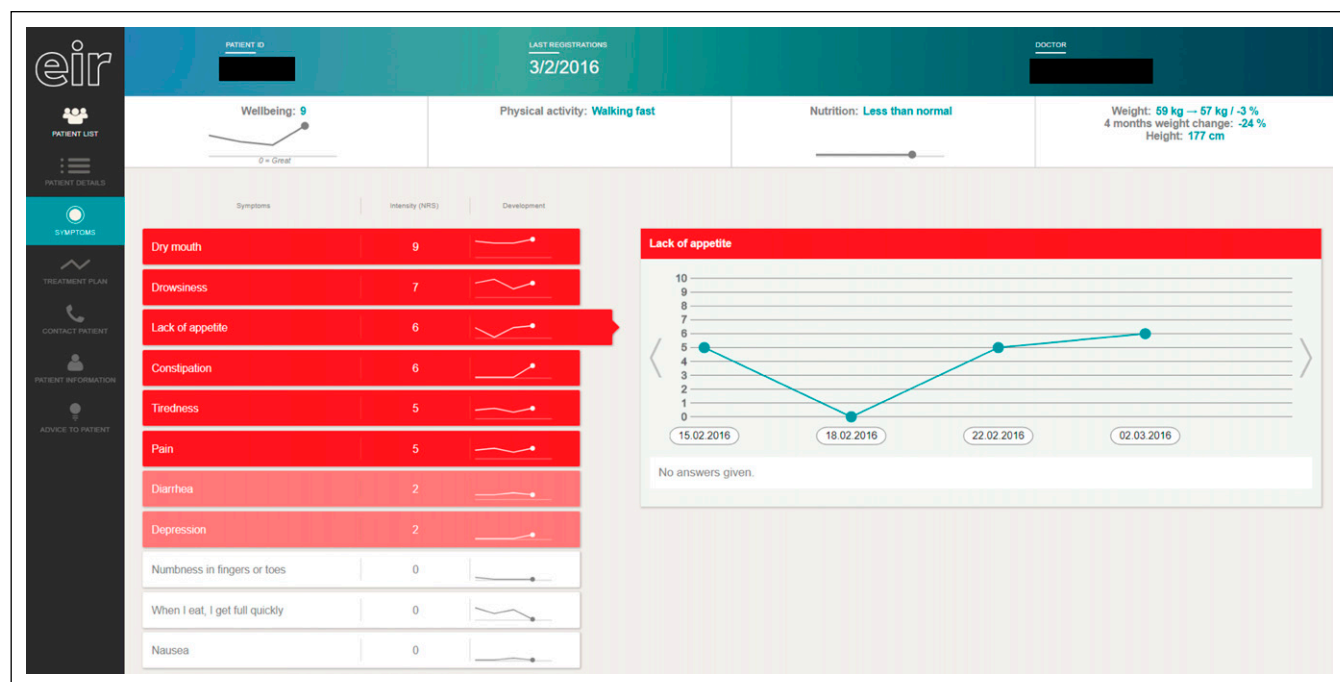 eir
PATIENT LIST
PATIENT DETAILS
SYMPTOMS
TREATMENT PLAN
CONTACT PATIENT
PATIENT INFORMATION
ADVICE TO PATIENT
PATIENT ID
LAST REGISTRATIONS
3/2/2016
DOCTOR
Wellbeing: 9
0 = Great
Physical activity: Walking fast
Nutrition: Less than normal
Weight: 59 kg → 57 kg / -3 %
4 months weight change: -24 %
Height: 177 cm
Symptoms Intensity (NRS) Development
Dry mouth 9
Drowsiness 7
Lack of appetite 6
Constipation 6
Tiredness 5
Pain 5
Diarrhea 2
Depression 2
Numbness in fingers or toes 0
When I eat, I get full quickly 0
Nausea 0
Lack of appetite
10
9
8
7
6
5
4
3
2
1
0
15.02.2016 18.02.2016 22.02.2016 02.03.2016
No answers given.